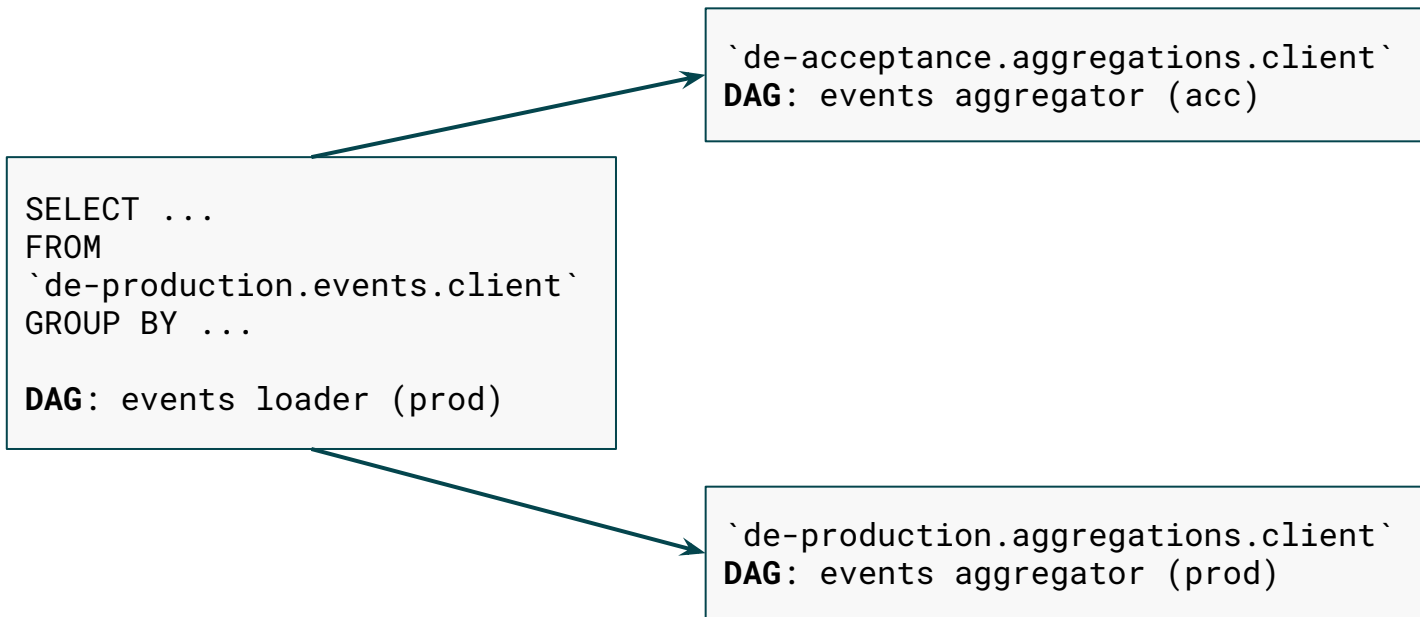 `de-acceptance.aggregations.client`
DAG: events aggregator (acc)
SELECT ...
FROM
`de-production.events.client`
GROUP BY ...
DAG: events loader (prod)
`de-production.aggregations.client`
DAG: events aggregator (prod)